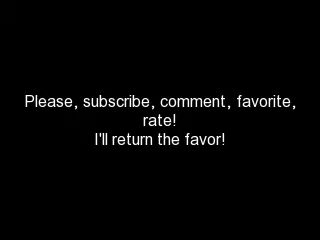 Please, subscribe, comment, favorite,
rate!
I'll return the favor!